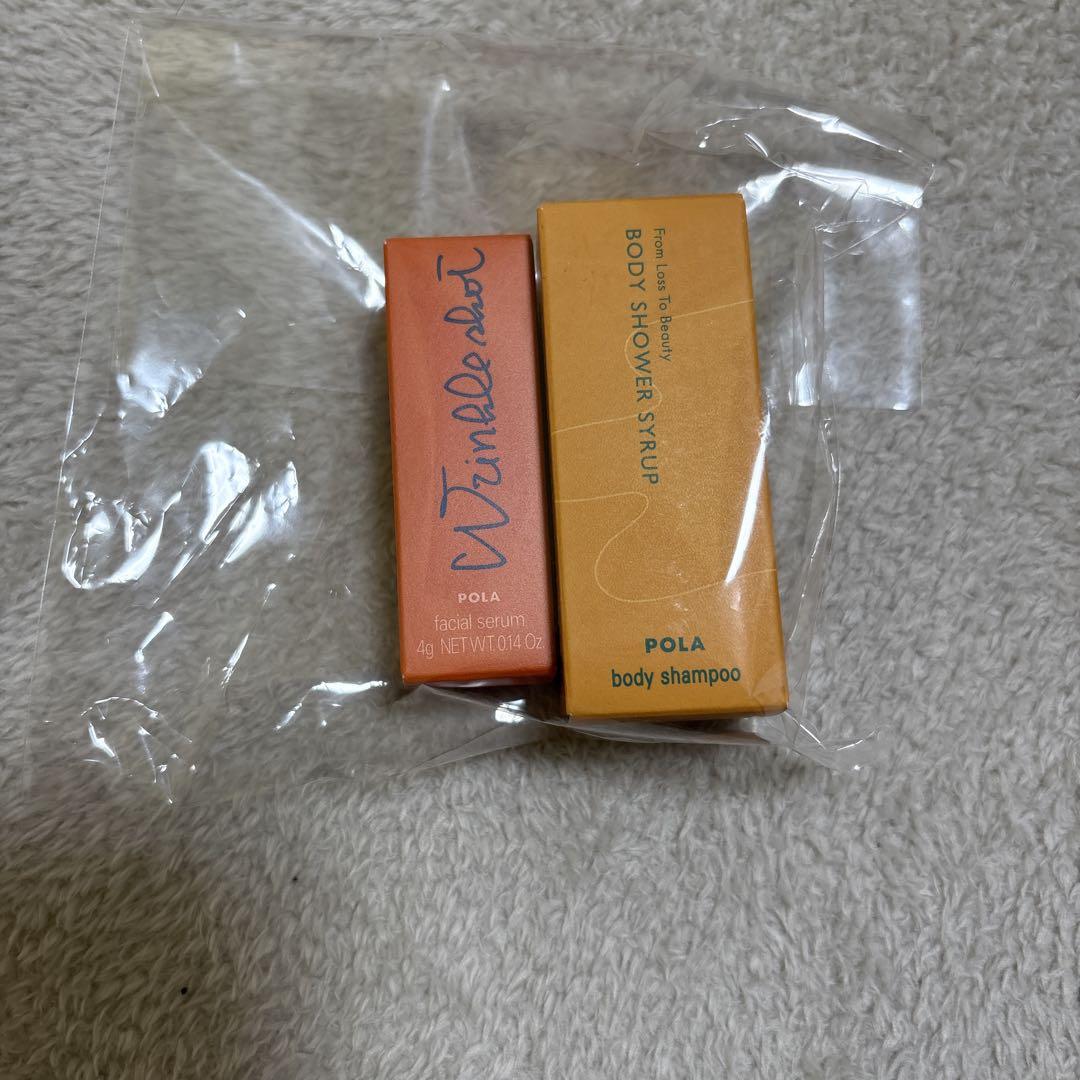 Wrinkle shot
POLA
facial serum
4g NET WT. 0.14 Oz.
From Loss To Beauty
BODY SHOWER SYRUP
POLA
body shampoo